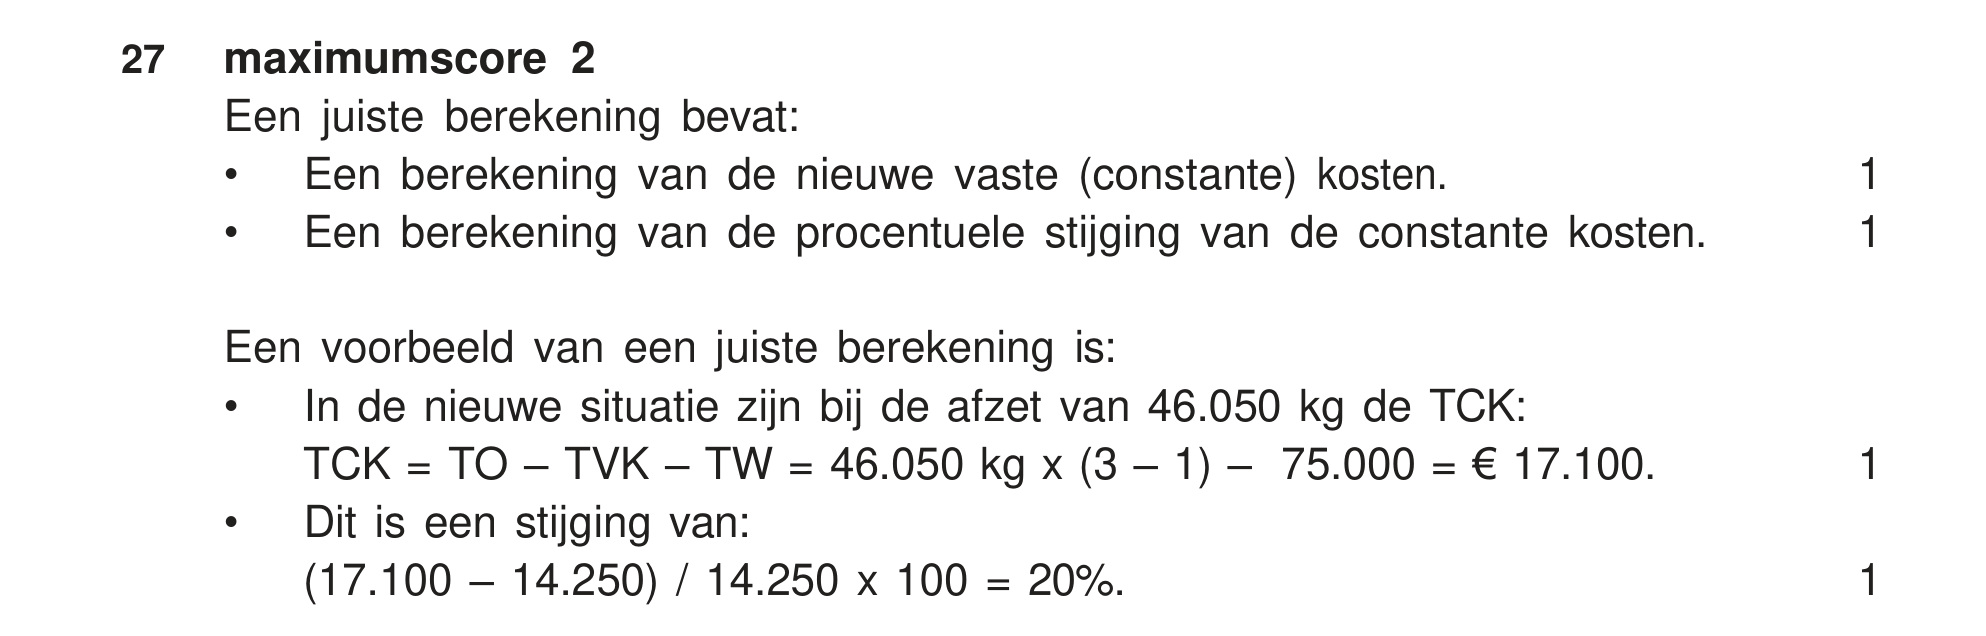 27 maximumscore 2
Een juiste berekening bevat:
• Een berekening van de nieuwe vaste (constante) kosten. 1
• Een berekening van de procentuele stijging van de constante kosten. 1
Een voorbeeld van een juiste berekening is:
• In de nieuwe situatie zijn bij de afzet van 46.050 kg de TCK:
TCK = TO – TVK – TW = 46.050 kg x (3 – 1) – 75.000 = € 17.100. 1
• Dit is een stijging van:
(17.100 – 14.250) / 14.250 x 100 = 20%. 1